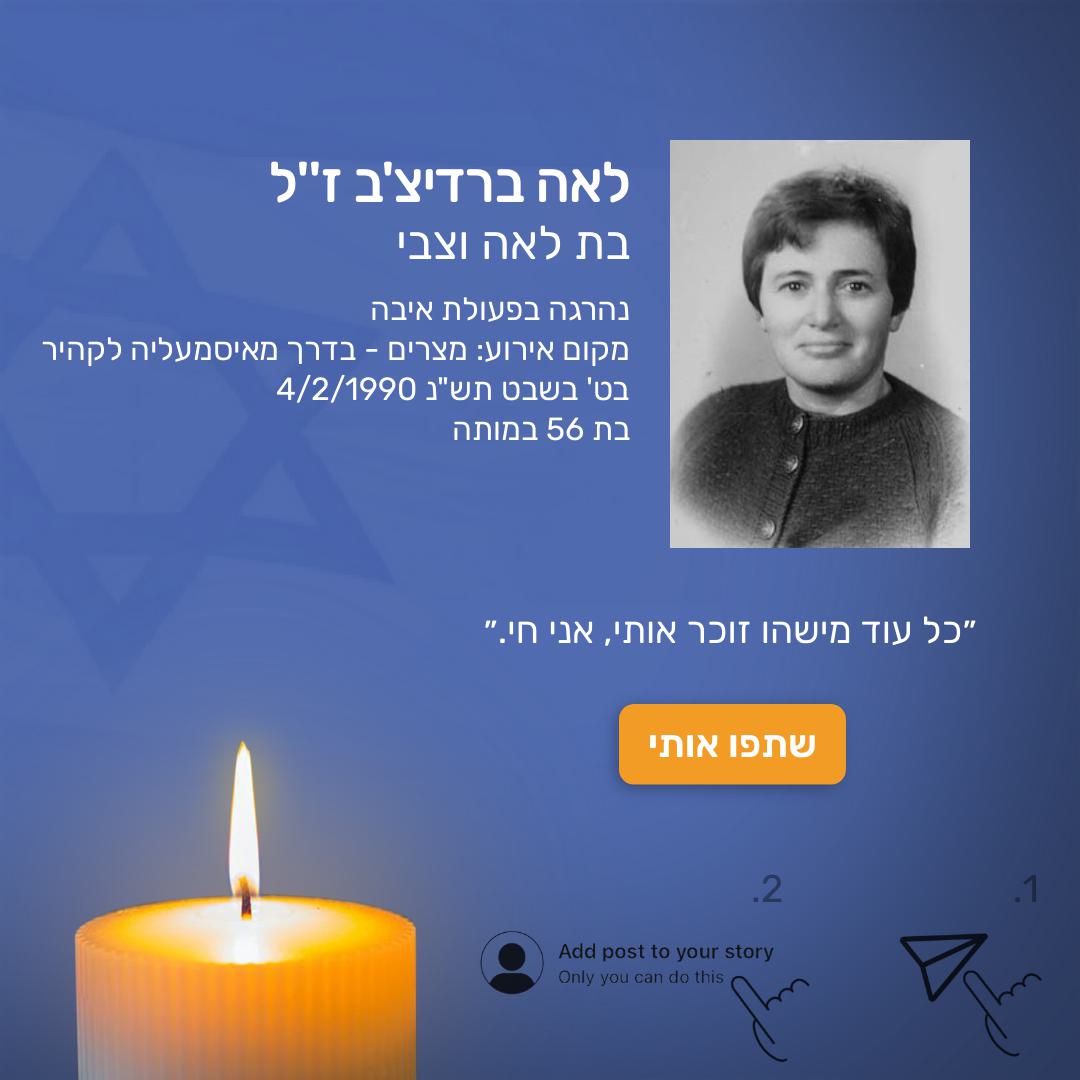 לאה ברדיצ'ב ז"ל
בת לאה וצבי
נהרגה בפעולת איבה
מקום אירוע: מצרים - בדרך מאיסמעליה לקהיר
בט' בשבט תש"נ 4/2/1990
בת 56 במותה
״כל עוד מישהו זוכר אותי, אני חי.״
שתפו אותי
.1
.2
Add post to your story
Only you can do this